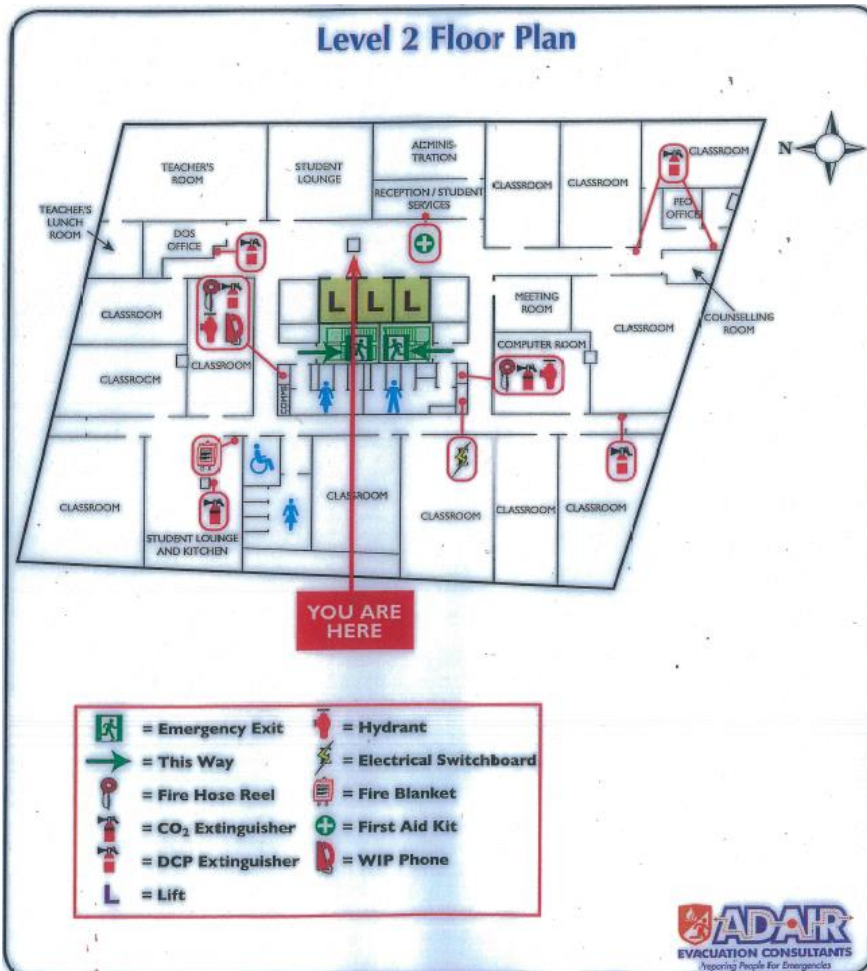 Level 2 Floor Plan
TEACHER'S
ROOM
STUDENT
LOUNGE
ADMINIS-
TRATION
RECEPTION / STUDENT
SERVICES
CLASSROOM
CLASSROOM
CLASSROOM
N
TEACHER'S
LUNCH
ROOM
DOS
OFFICE
PEO
OFFICE
COUNSELLING
ROOM
CLASSROOM
L
L
L
MEETING
ROOM
CLASSROOM
COMPUTER ROOM
CLASSROOM
CLASSROOM
CLASSROOM
STUDENT LOUNGE
AND KITCHEN
CLASSROOM
CLASSROOM
CLASSROOM
CLASSROOM
YOU ARE
HERE
= Emergency Exit
= This Way
= Fire Hose Reel
= CO₂ Extinguisher
= DCP Extinguisher
L = Lift
= Hydrant
= Electrical Switchboard
= Fire Blanket
= First Aid Kit
= WIP Phone
ADAIR
EVACUATION CONSULTANTS
Preparing People For Emergencies